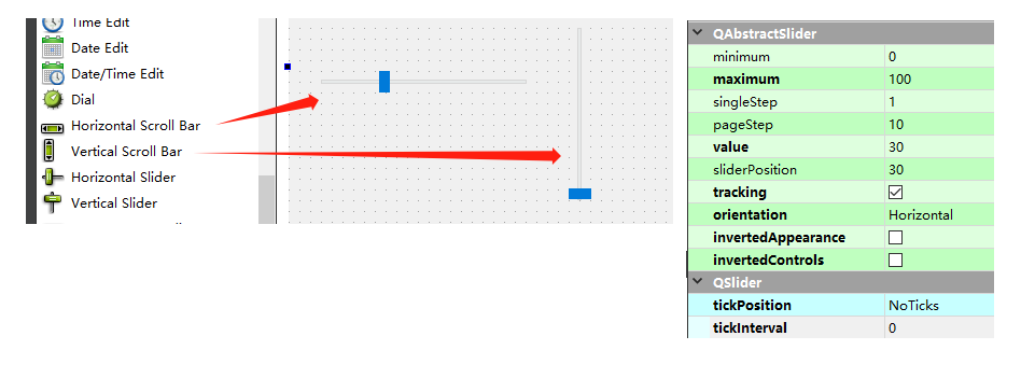 Time Edit
Date Edit
Date/Time Edit
Dial
Horizontal Scroll Bar
Vertical Scroll Bar
Horizontal Slider
Vertical Slider
QAbstractSlider
minimum 0
maximum 100
singleStep 1
pageStep 10
value 30
sliderPosition 30
tracking
orientation Horizontal
invertedAppearance
invertedControls
QSlider
tickPosition NoTicks
tickInterval 0